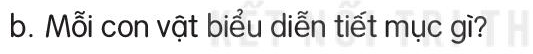 b. Mỗi con vật biểu diễn tiết mục gì?